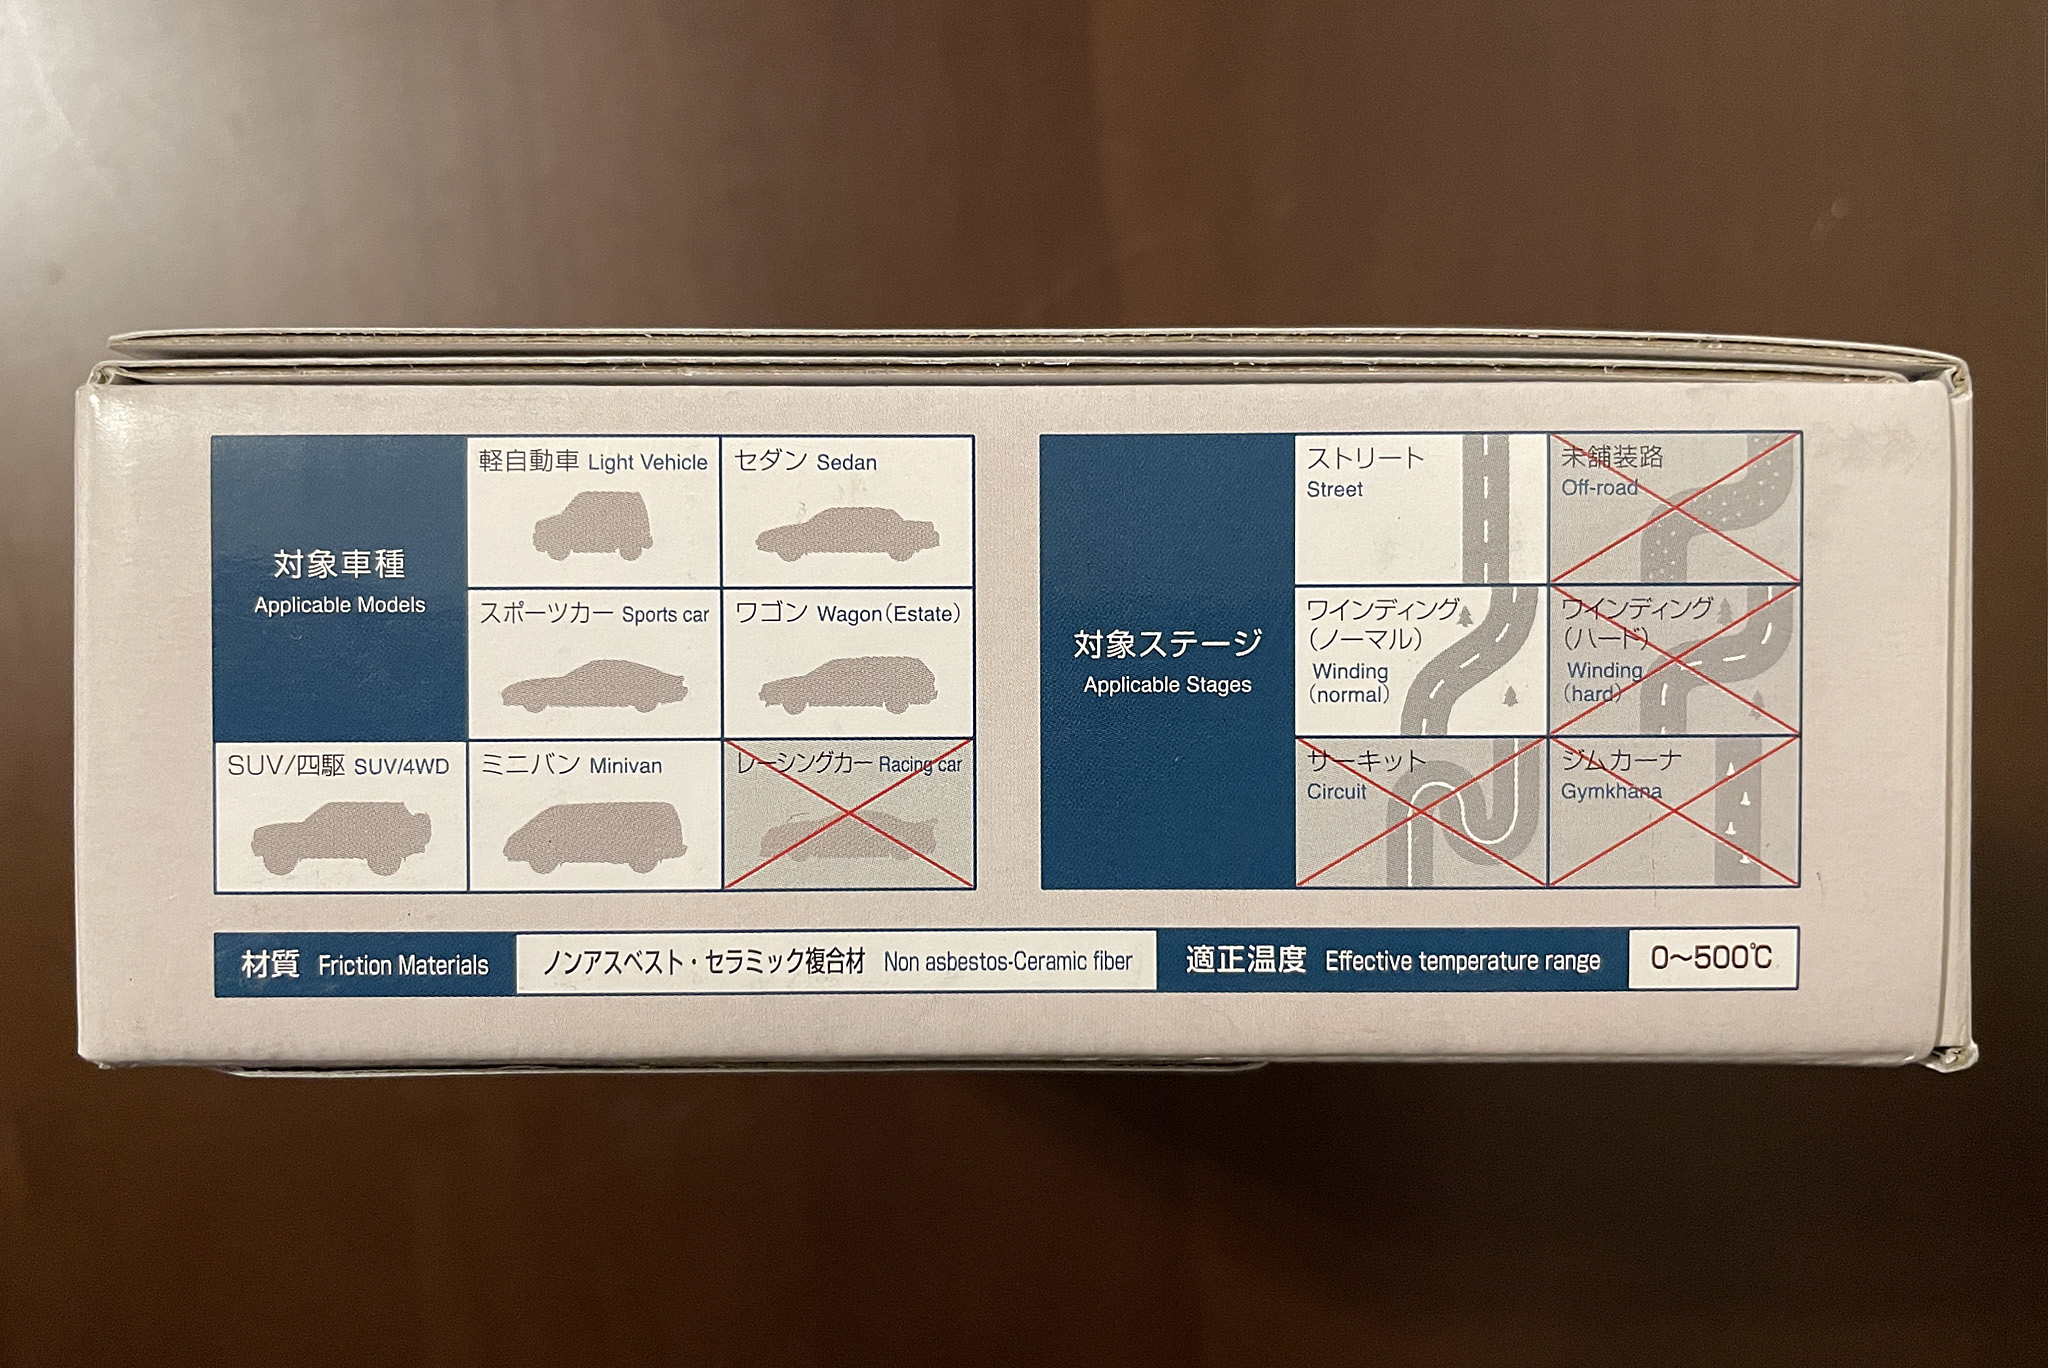 対象車種
Applicable Models
軽自動車 Light Vehicle
セダン Sedan
スポーツカー Sports car
ワゴン Wagon(Estate)
SUV/四駆 SUV/4WD
ミニバン Minivan
レーシングカー Racing car
対象ステージ
Applicable Stages
ストリート
Street
未舗装路
Off-road
ワインディング
(ノーマル)
Winding
(normal)
ワインディング
(ハード)
Winding
(hard)
サーキット
Circuit
ジムカーナ
Gymkhana
材質 Friction Materials
ノンアスベスト・セラミック複合材 Non asbestos-Ceramic fiber
適正温度 Effective temperature range
0〜500℃